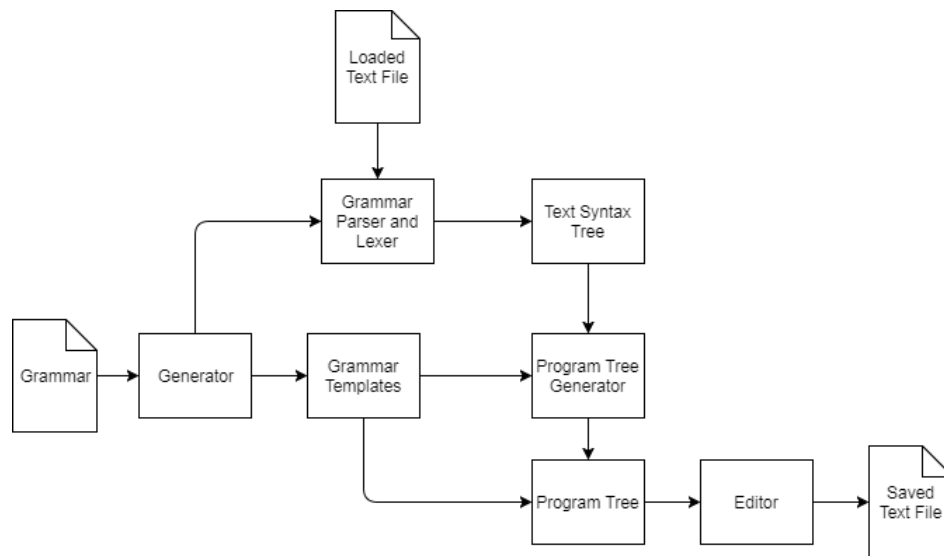 Loaded
Text File
Grammar
Parser and
Lexer
Text Syntax
Tree
Grammar
Generator
Grammar
Templates
Program Tree
Generator
Program Tree
Editor
Saved
Text File